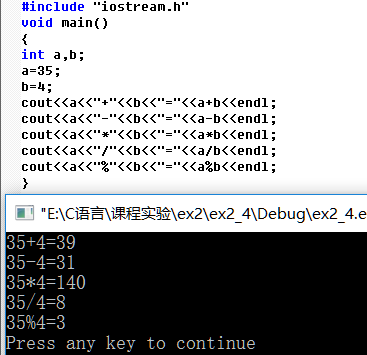 #include "iostream.h"
void main()
{
int a,b;
a=35;
b=4;
cout<<a<<"+"<<b<<"="<<a+b<<endl;
cout<<a<<"-"<<b<<"="<<a-b<<endl;
cout<<a<<"*"<<b<<"="<<a*b<<endl;
cout<<a<<"/"<<b<<"="<<a/b<<endl;
cout<<a<<"%"<<b<<"="<<a%b<<endl;
}
"E:\C语言\课程实验\ex2\ex2_4\Debug\ex2_4.e
35+4=39
35-4=31
35*4=140
35/4=8
35%4=3
Press any key to continue